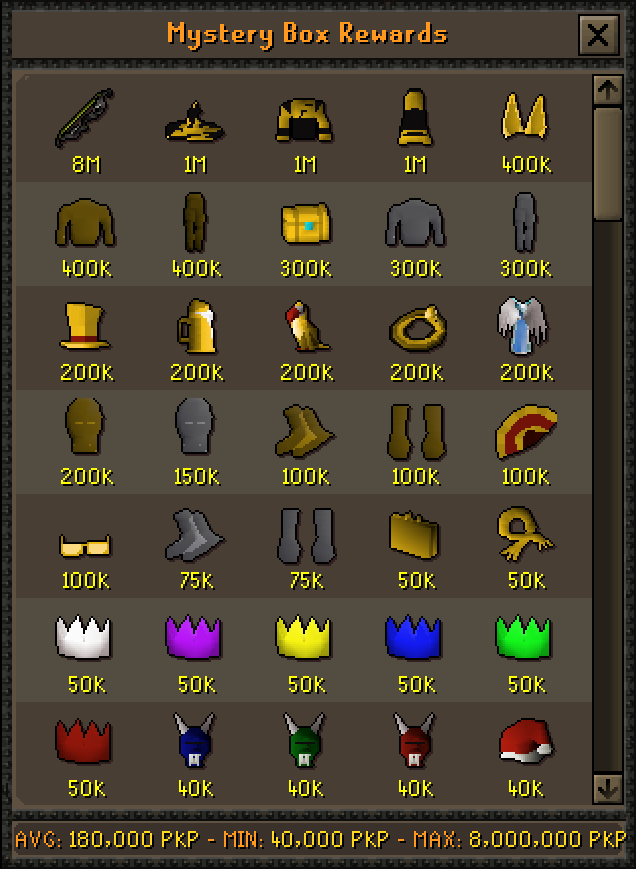 Mystery Box Rewards
8M 1M 1M 1M 400K
400K 400K 300K 300K 300K
200K 200K 200K 200K 200K
200K 150K 100K 100K 100K
100K 75K 75K 50K 50K
50K 50K 50K 50K 50K
50K 40K 40K 40K 40K
AVG: 180,000 PKP - MIN: 40,000 PKP - MAX: 8,000,000 PKP